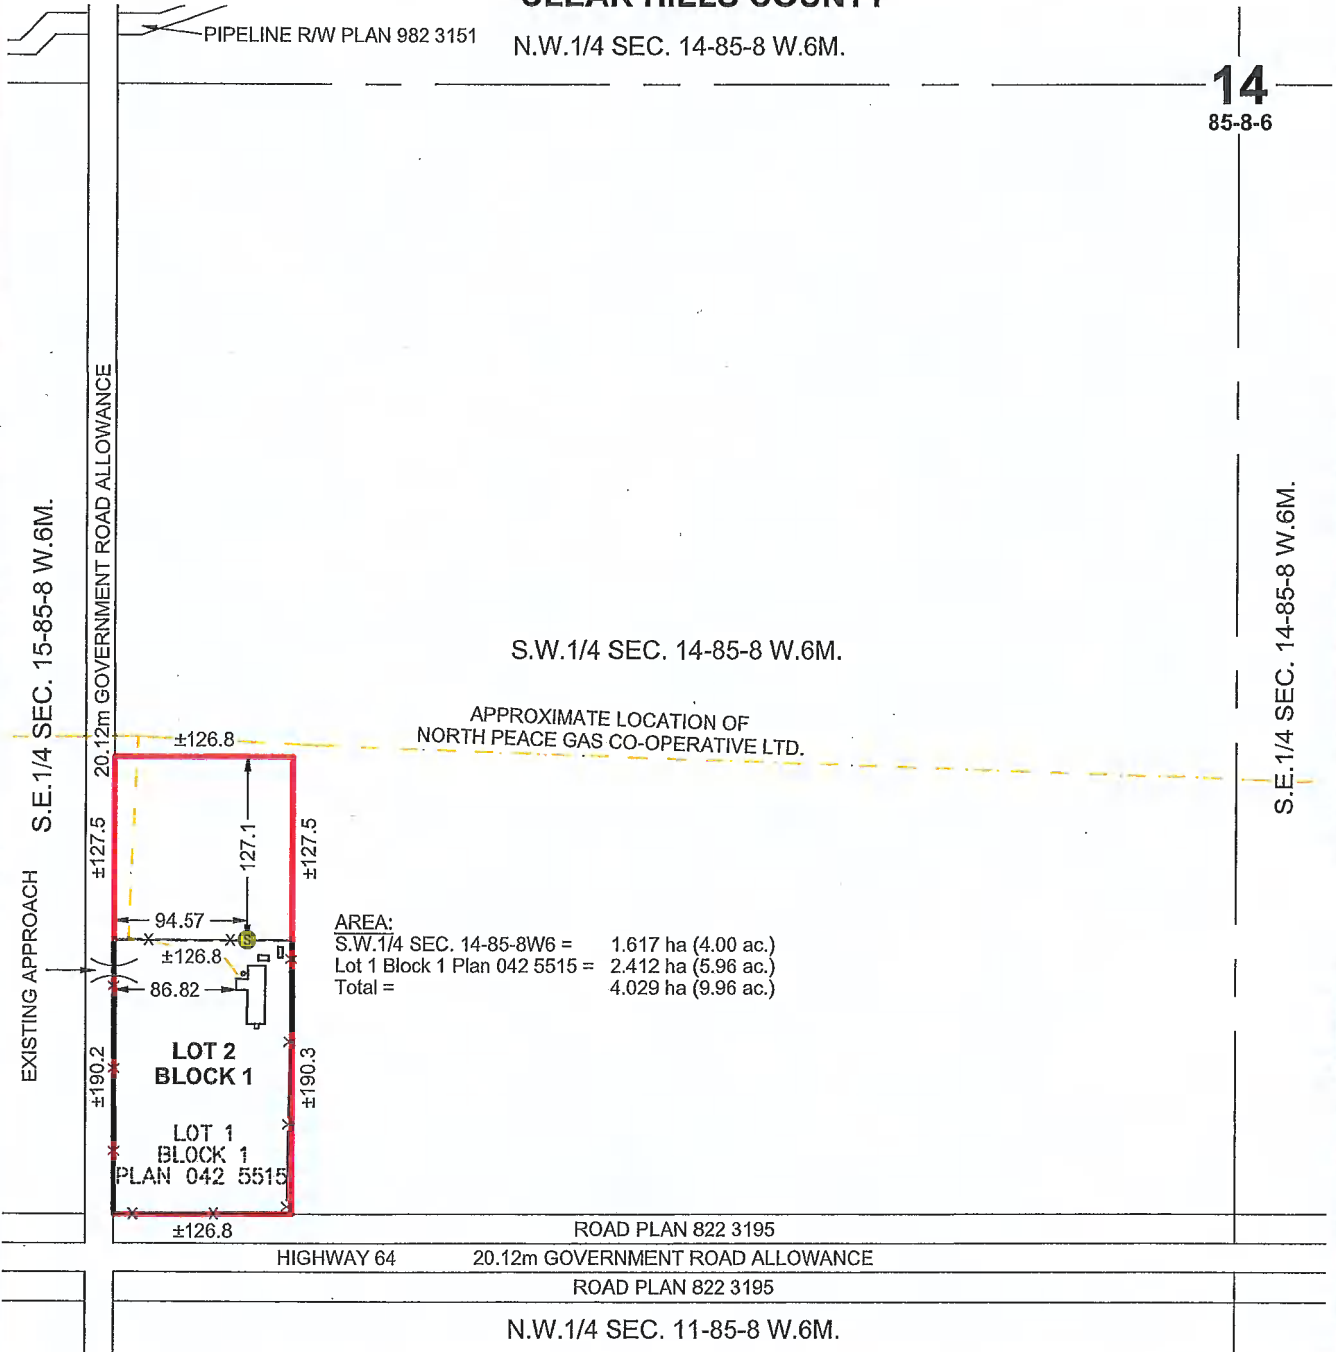 CLEAR HILLS COUNTY
PIPELINE R/W PLAN 982 3151
N.W.1/4 SEC. 14-85-8 W.6M.
14
85-8-6
S.E.1/4 SEC. 15-85-8 W.6M.
20.12m GOVERNMENT ROAD ALLOWANCE
S.W.1/4 SEC. 14-85-8 W.6M.
S.E.1/4 SEC. 14-85-8 W.6M.
APPROXIMATE LOCATION OF
NORTH PEACE GAS CO-OPERATIVE LTD.
±126.8
±127.5
127.1
±127.5
94.57
S
±126.8
86.82
EXISTING APPROACH
AREA:
S.W.1/4 SEC. 14-85-8W6 = 1.617 ha (4.00 ac.)
Lot 1 Block 1 Plan 042 5515 = 2.412 ha (5.96 ac.)
Total = 4.029 ha (9.96 ac.)
±190.2
LOT 2
BLOCK 1
±190.3
LOT 1
BLOCK 1
PLAN 042 5515
±126.8
ROAD PLAN 822 3195
HIGHWAY 64 20.12m GOVERNMENT ROAD ALLOWANCE
ROAD PLAN 822 3195
N.W.1/4 SEC. 11-85-8 W.6M.